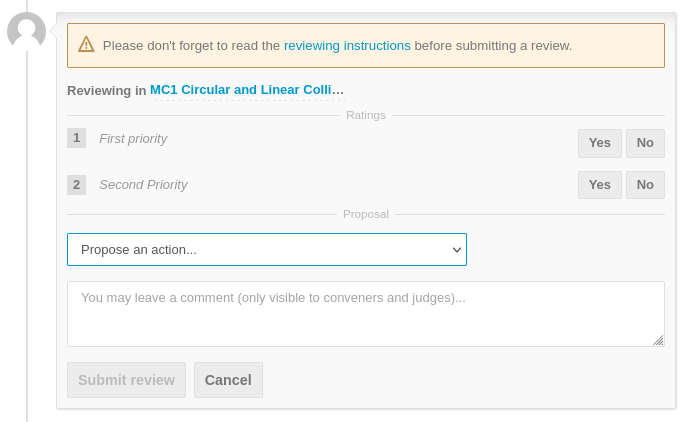 Please don't forget to read the reviewing instructions before submitting a review.
Reviewing in MC1 Circular and Linear Colli...
Ratings
1 First priority Yes No
2 Second Priority Yes No
Proposal
Propose an action...
You may leave a comment (only visible to conveners and judges)...
Submit review Cancel